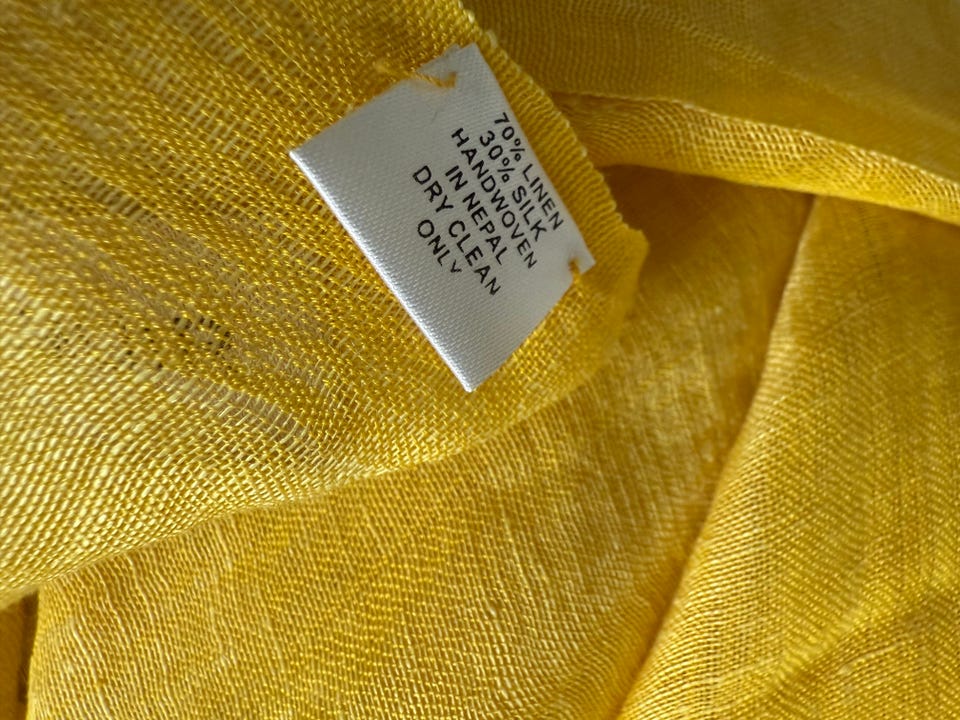 70% LINEN
30% SILK
HANDWOVEN
IN NEPAL
DRY CLEAN
ONLY